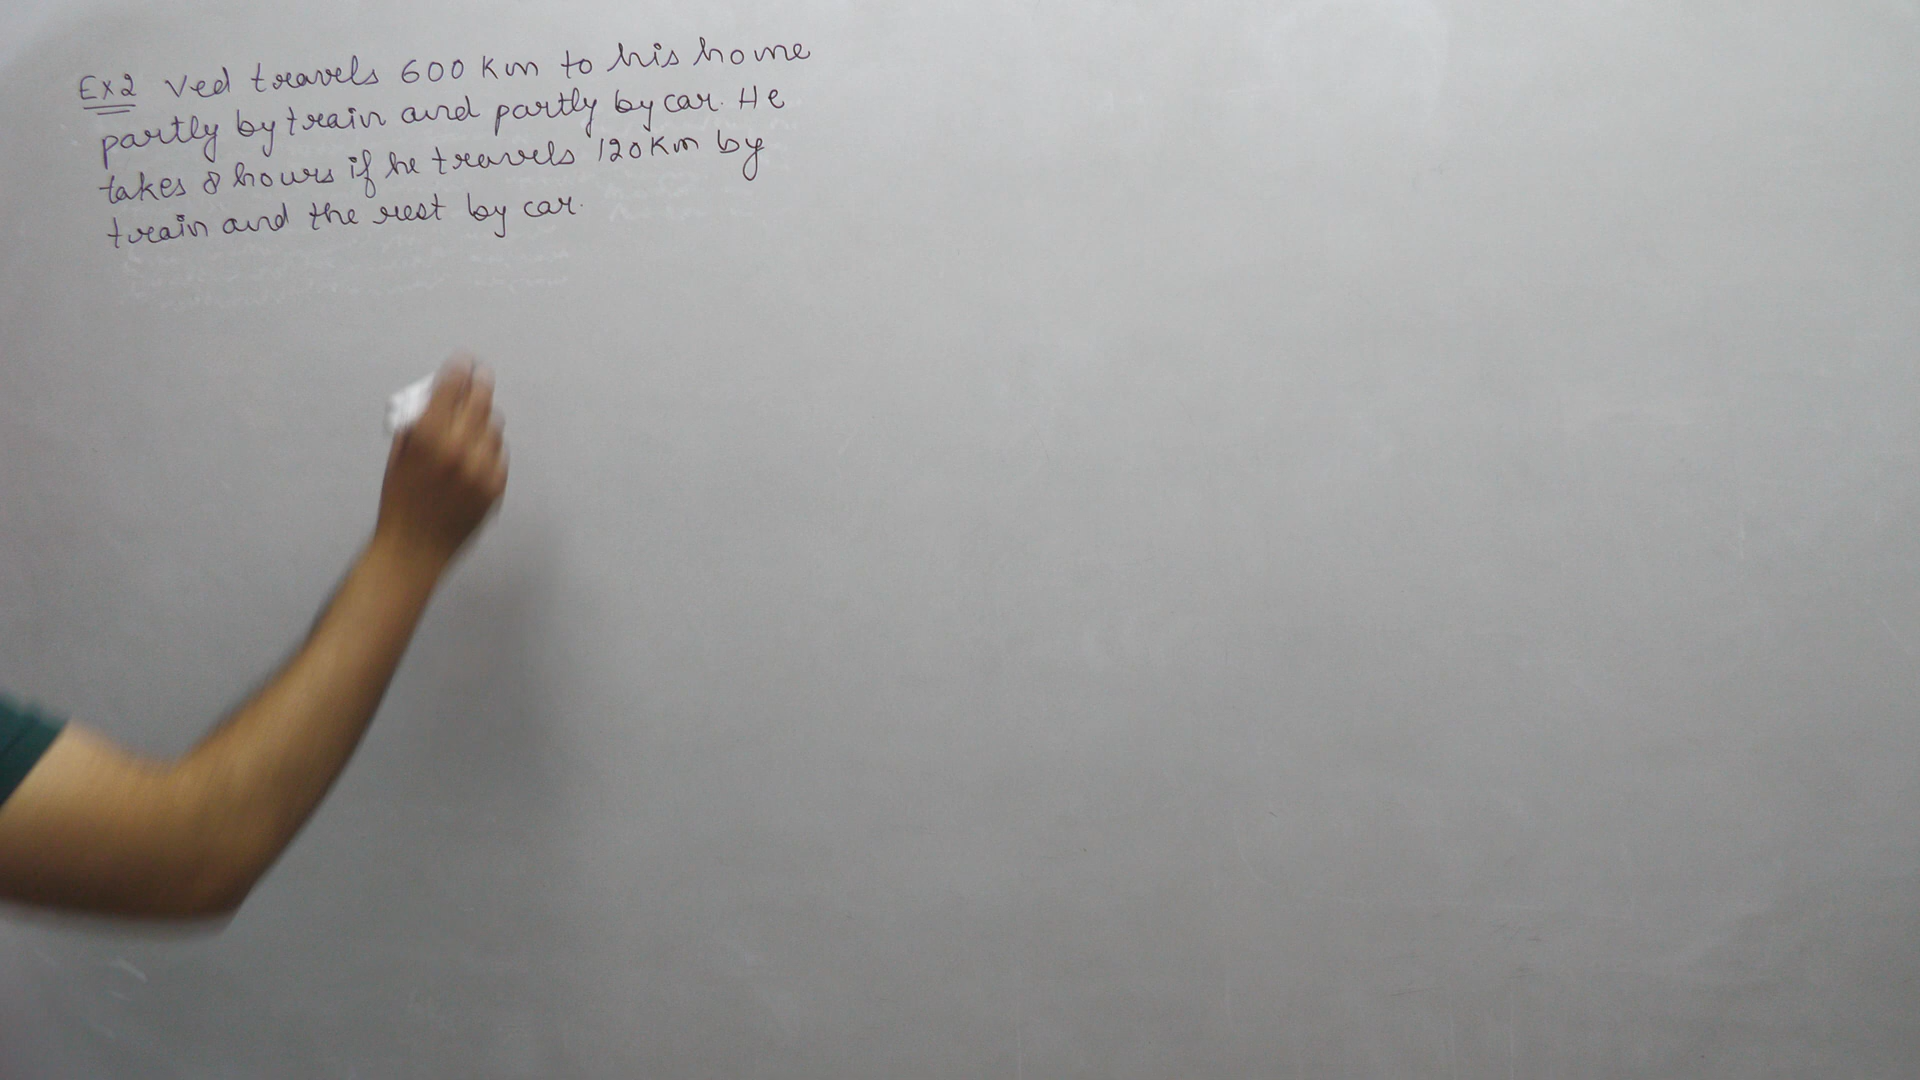 Ex2 Ved travels 600 Km to his home
partly by train and partly by car. He
takes 8 hours if he travels 120 Km by
train and the rest by car.